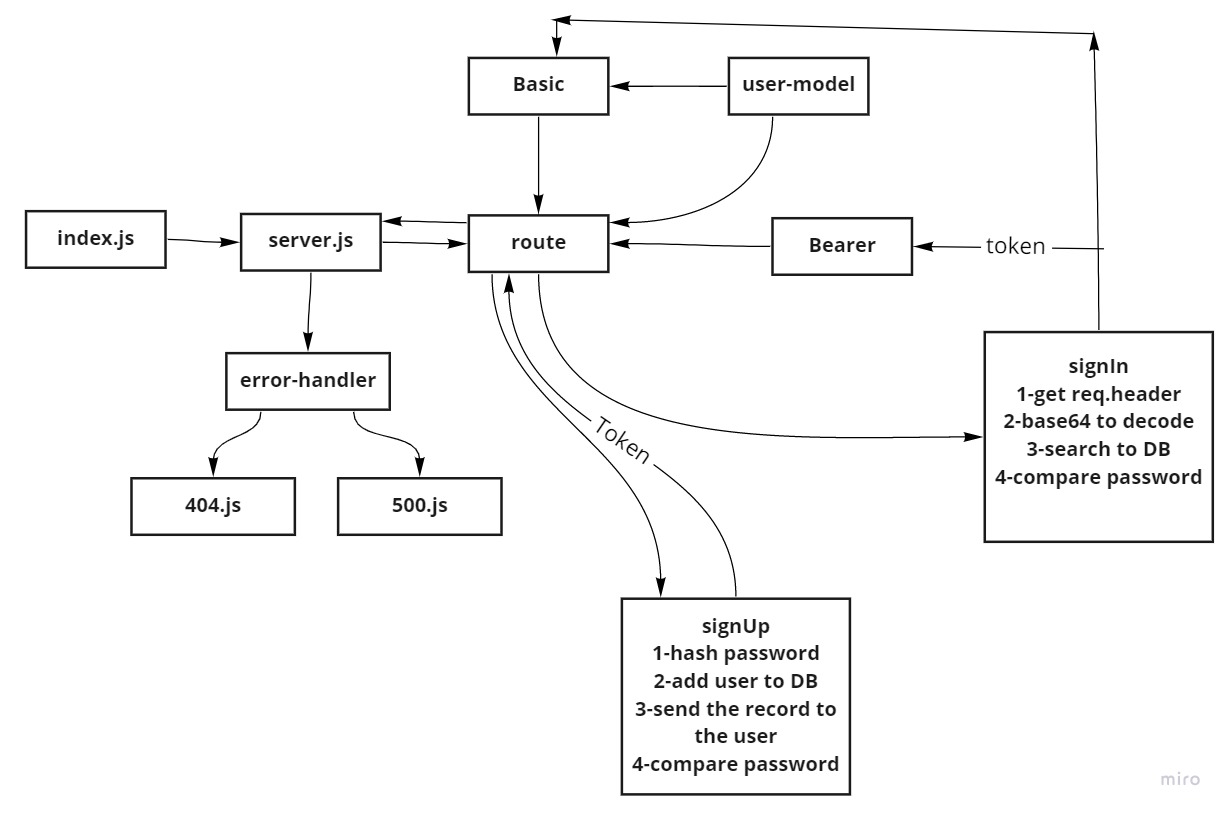 Basic
user-model
index.js
server.js
route
Bearer
token
error-handler
404.js
500.js
Token
signIn
1-get req.header
2-base64 to decode
3-search to DB
4-compare password
signUp
1-hash password
2-add user to DB
3-send the record to
the user
4-compare password
miro